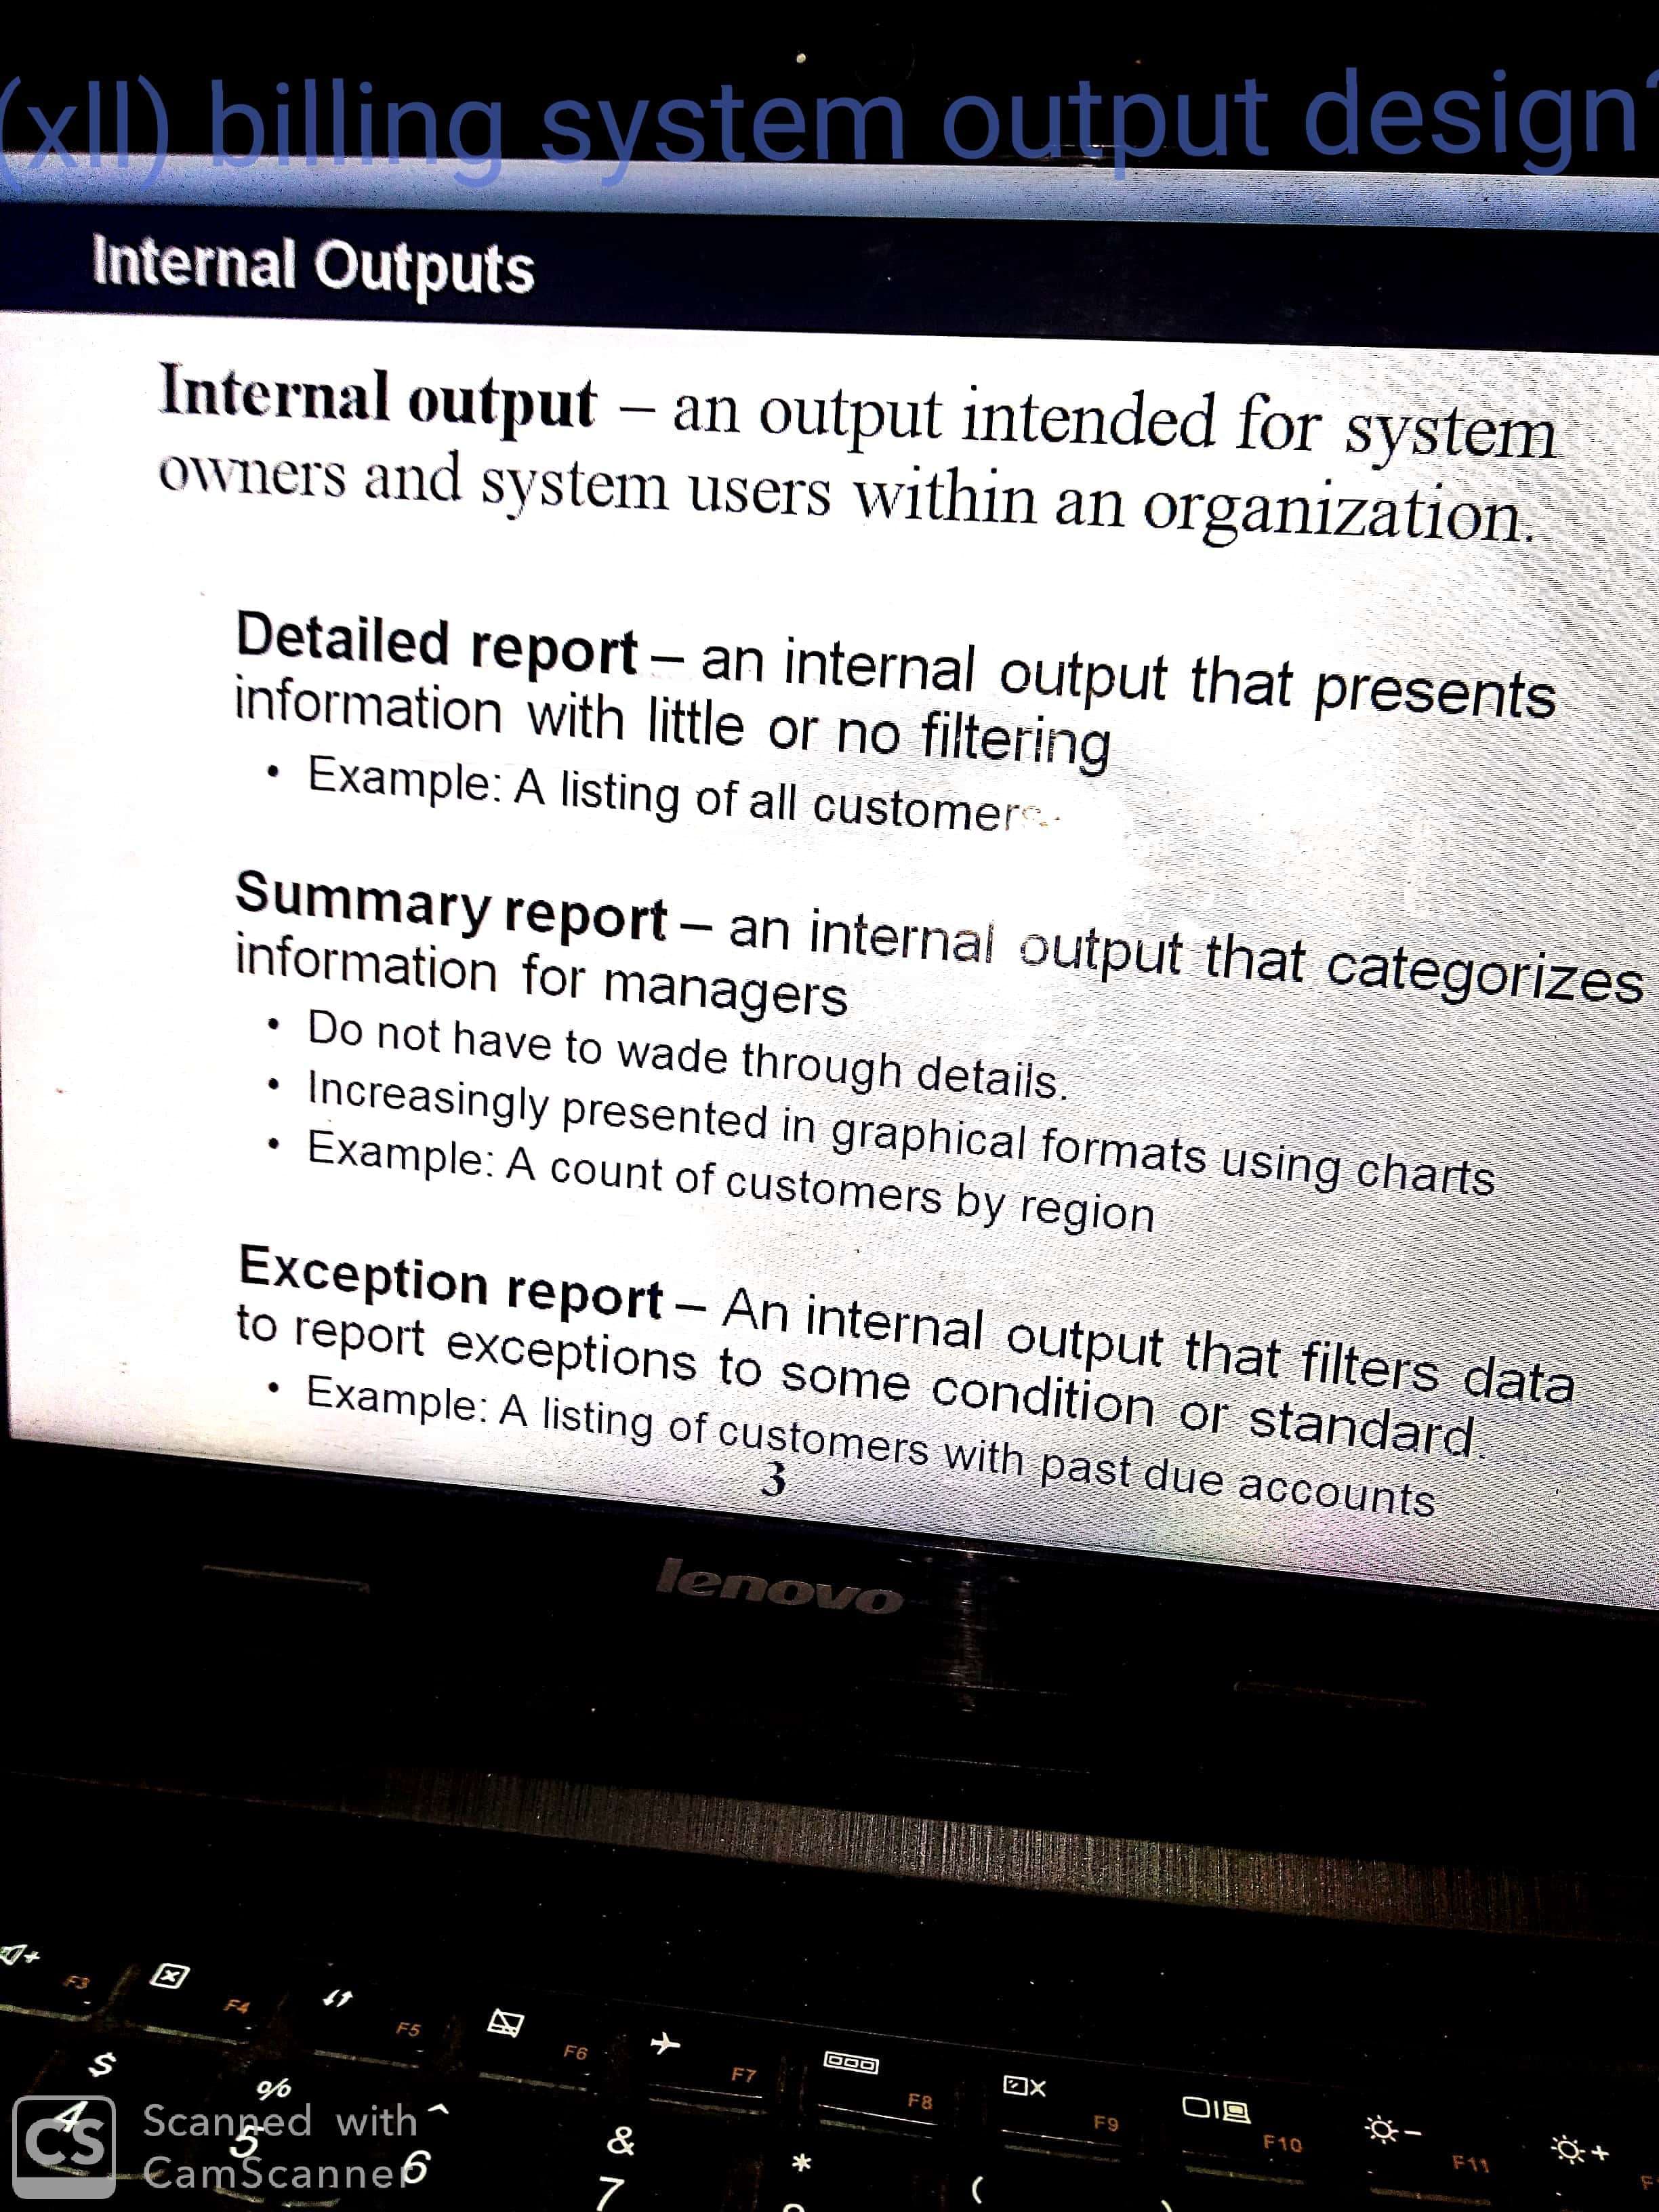 (xll) billing system output design?
Internal Outputs
Internal output – an output intended for system
owners and system users within an organization.
Detailed report – an internal output that presents
information with little or no filtering
• Example: A listing of all customers.
Summary report – an internal output that categorizes
information for managers
• Do not have to wade through details.
• Increasingly presented in graphical formats using charts
• Example: A count of customers by region
Exception report – An internal output that filters data
to report exceptions to some condition or standard.
• Example: A listing of customers with past due accounts
3
lenovo
F3 F4 F5 F6 F7 F8 F9 F10 F11
$ % ^ & * (
4 5 6 7
CS Scanned with
CamScanner